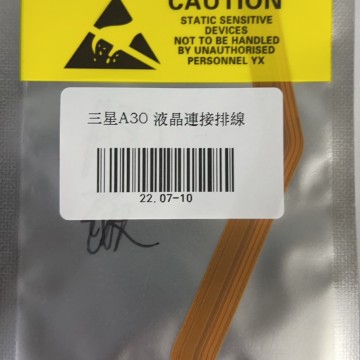 CAUTION
STATIC SENSITIVE
DEVICES
NOT TO BE HANDLED
BY UNAUTHORISED
PERSONNEL YX
三星A30 液晶連接排線
22.07-10